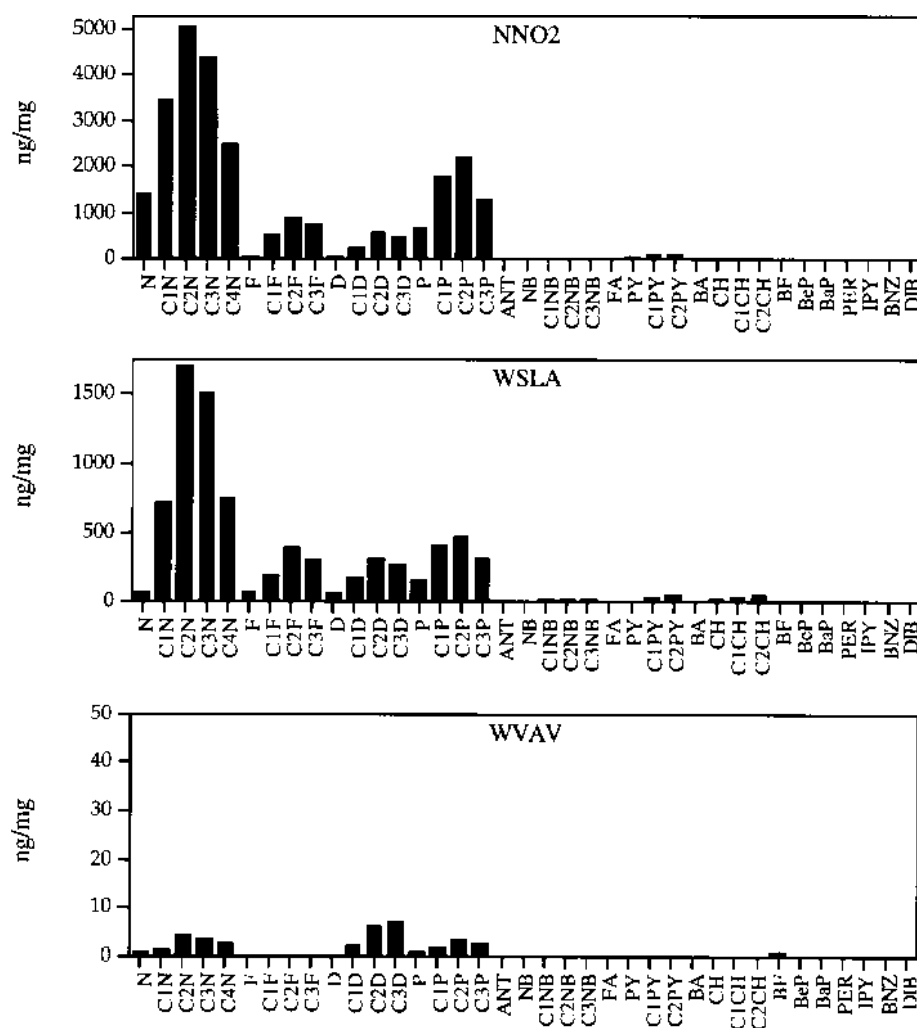 NNO2
ng/mg
5000
4000
3000
2000
1000
0
N C1N C2N C3N C4N F C1F C2F C3F D C1D C2D C3D P C1P C2P C3P ANT NB C1NB C2NB C3NB FA PY C1PY C2PY BA CH C1CH C2CH BF BeP BaP PER IPY BNZ DIB
WSLA
ng/mg
1500
1000
500
0
N C1N C2N C3N C4N F C1F C2F C3F D C1D C2D C3D P C1P C2P C3P ANT NB C1NB C2NB C3NB FA PY C1PY C2PY BA CH C1CH C2CH BF BeP BaP PER IPY BNZ DIB
WVAV
ng/mg
50
40
30
20
10
0
N C1N C2N C3N C4N F C1F C2F C3F D C1D C2D C3D P C1P C2P C3P ANT NB C1NB C2NB C3NB FA PY C1PY C2PY BA CH C1CH C2CH BF BeP BaP PER IPY BNZ DIB